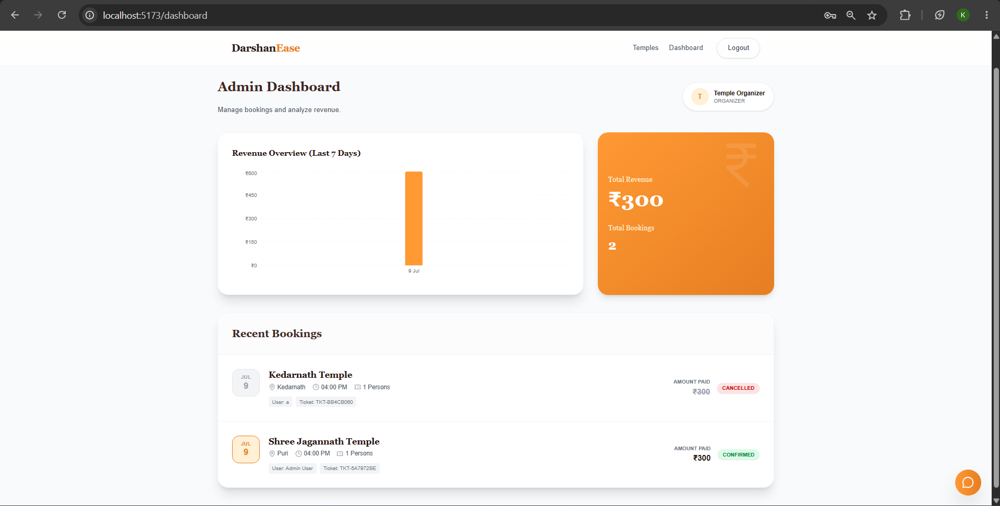 localhost:5173/dashboard
K
DarshanEase
Temples
Dashboard
Logout
Admin Dashboard
Manage bookings and analyze revenue.
T
Temple Organizer
ORGANIZER
Revenue Overview (Last 7 Days)
₹600
₹450
₹300
₹150
₹0
9 Jul
₹
Total Revenue
₹300
Total Bookings
2
Recent Bookings
JUL
9
Kedarnath Temple
Kedarnath 04:00 PM 1 Persons
User: a Ticket: TKT-BB4CB060
AMOUNT PAID
₹300
CANCELLED
JUL
9
Shree Jagannath Temple
Puri 04:00 PM 1 Persons
User: Admin User Ticket: TKT-5A7972BE
AMOUNT PAID
₹300
CONFIRMED